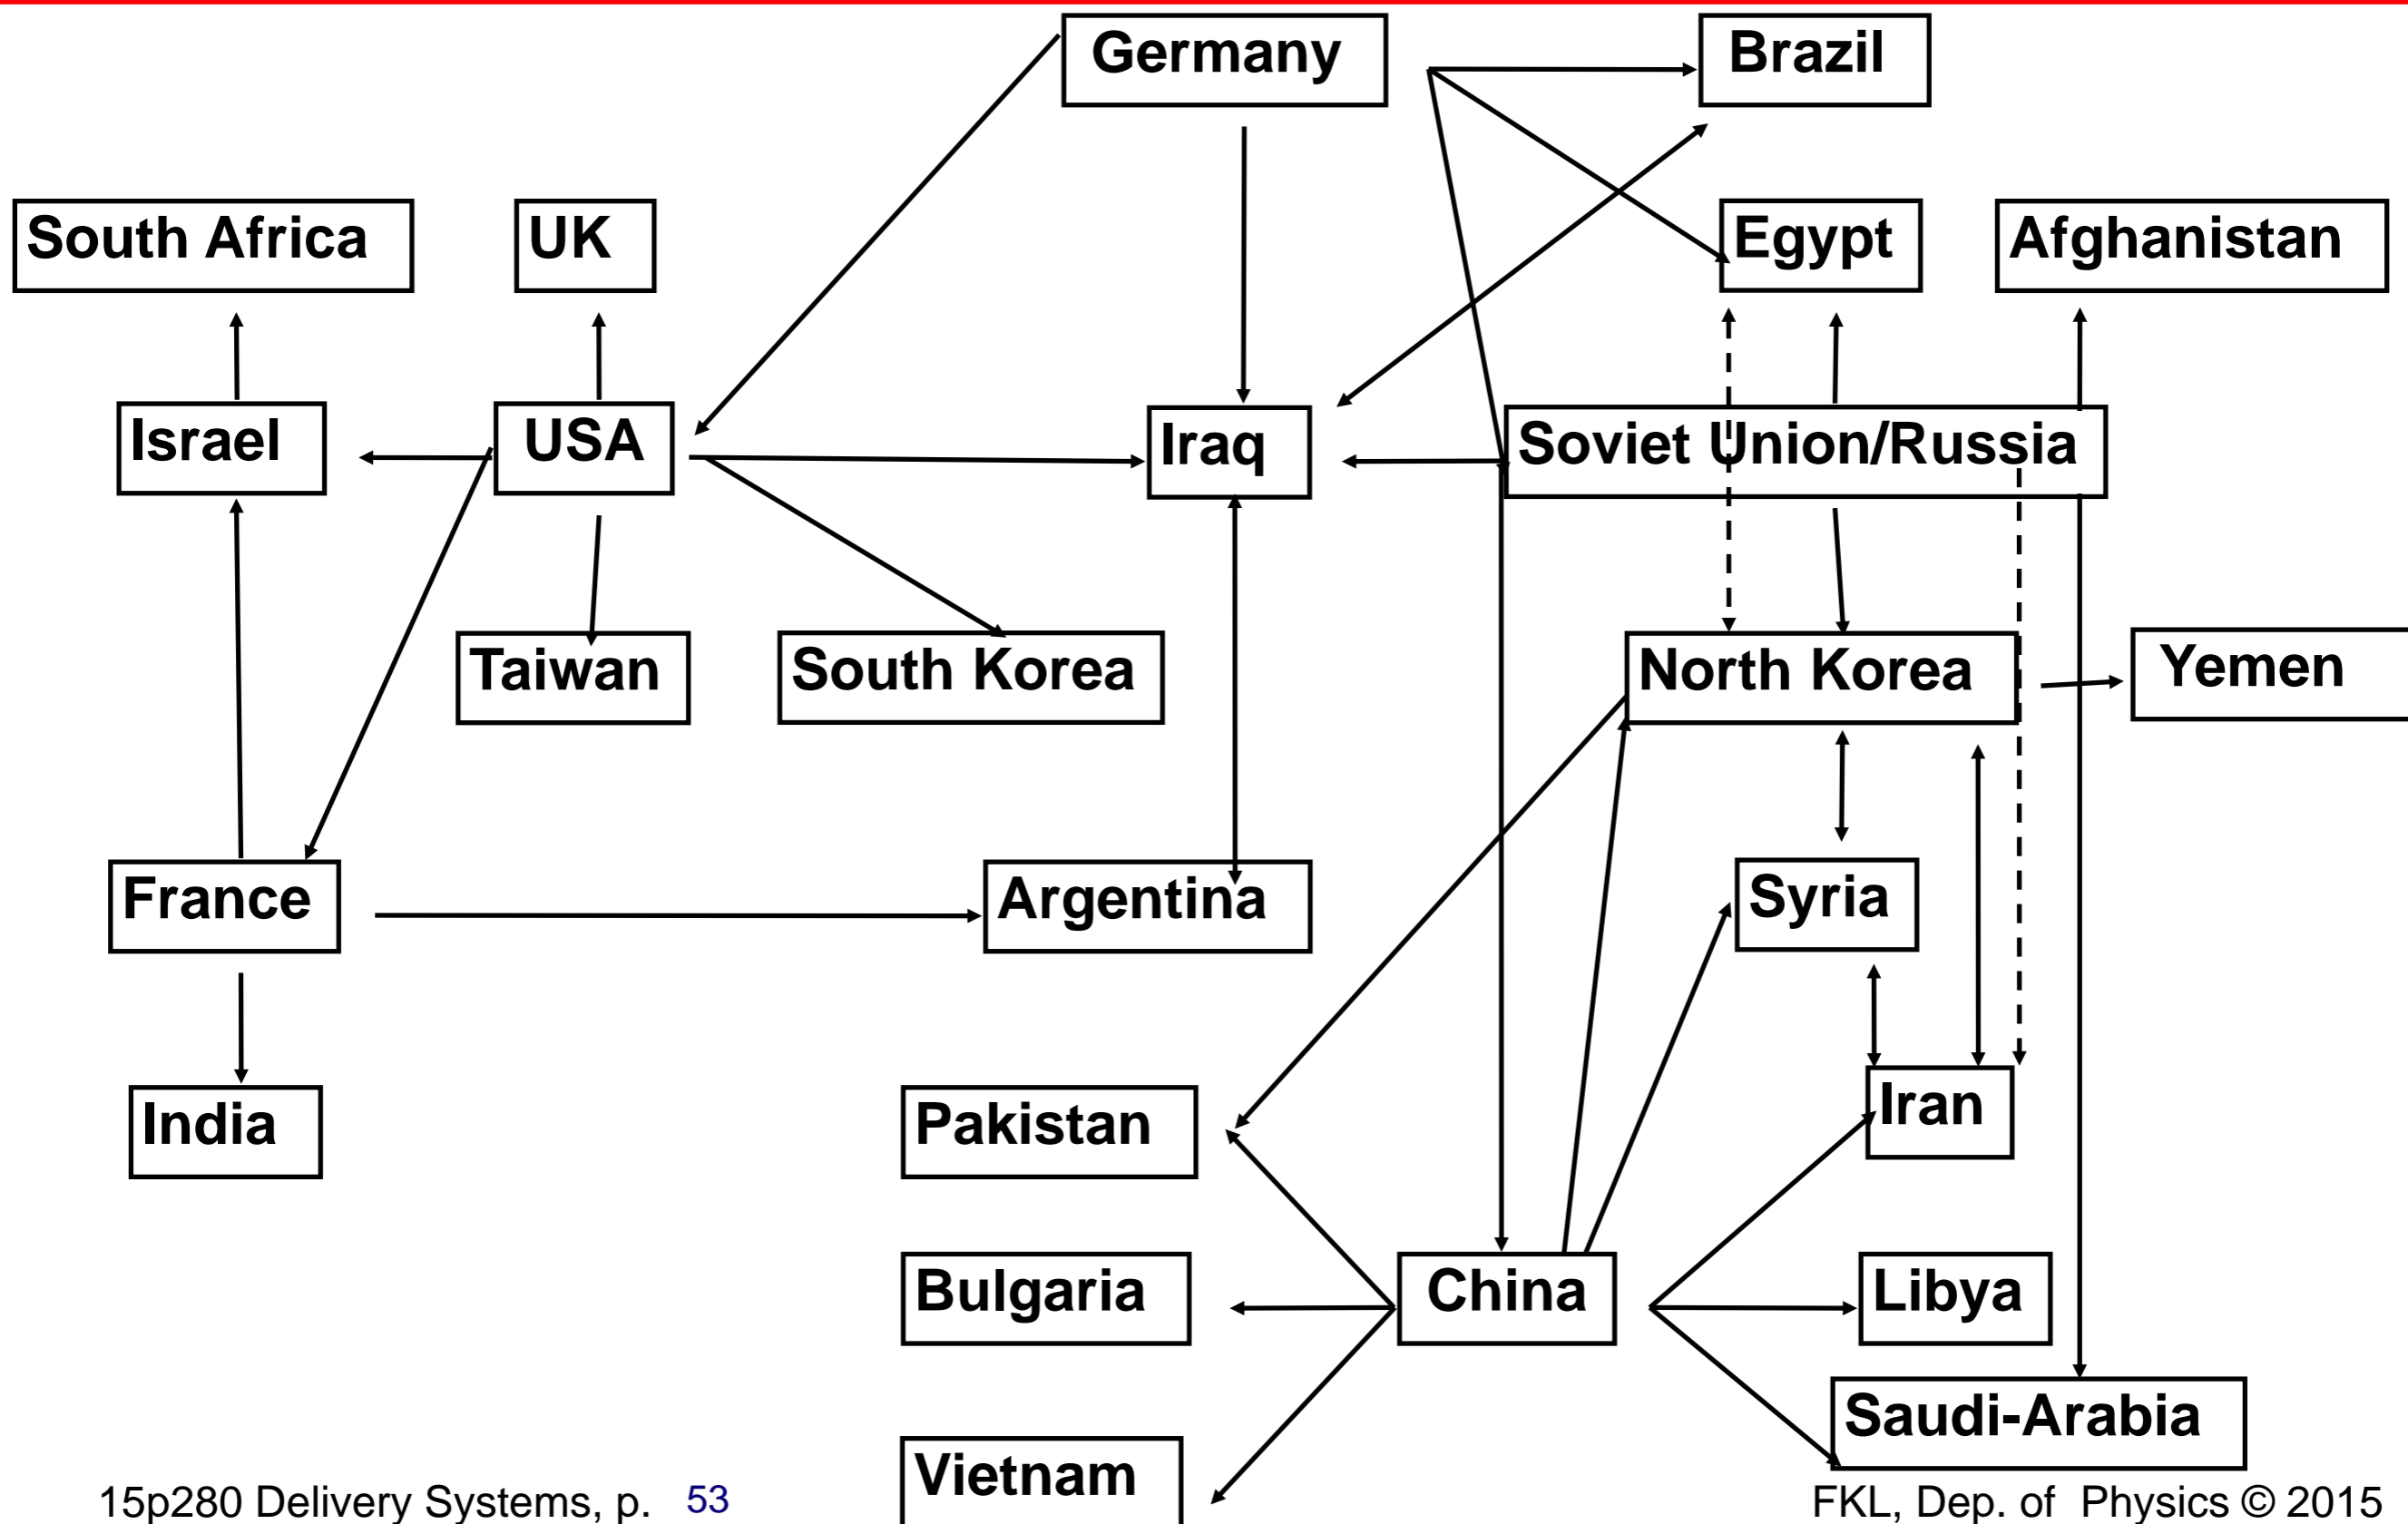 Germany
Brazil
South Africa
UK
Egypt
Afghanistan
Israel
USA
Iraq
Soviet Union/Russia
Taiwan
South Korea
North Korea
Yemen
France
Argentina
Syria
India
Pakistan
Iran
Bulgaria
China
Libya
Saudi-Arabia
Vietnam
15p280 Delivery Systems, p. 53
FKL, Dep. of Physics © 2015